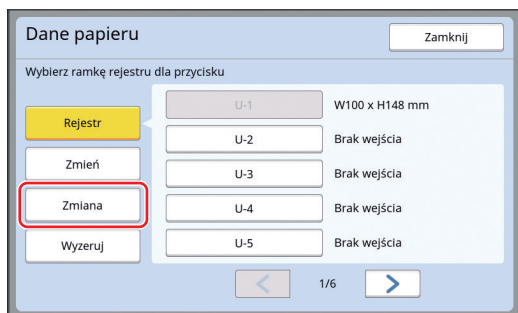 Dane papieru
Zamknij
Wybierz ramkę rejestru dla przycisku
Rejestr
Zmień
Zmiana
Wyzeruj
U-1 W100 x H148 mm
U-2 Brak wejścia
U-3 Brak wejścia
U-4 Brak wejścia
U-5 Brak wejścia
1/6